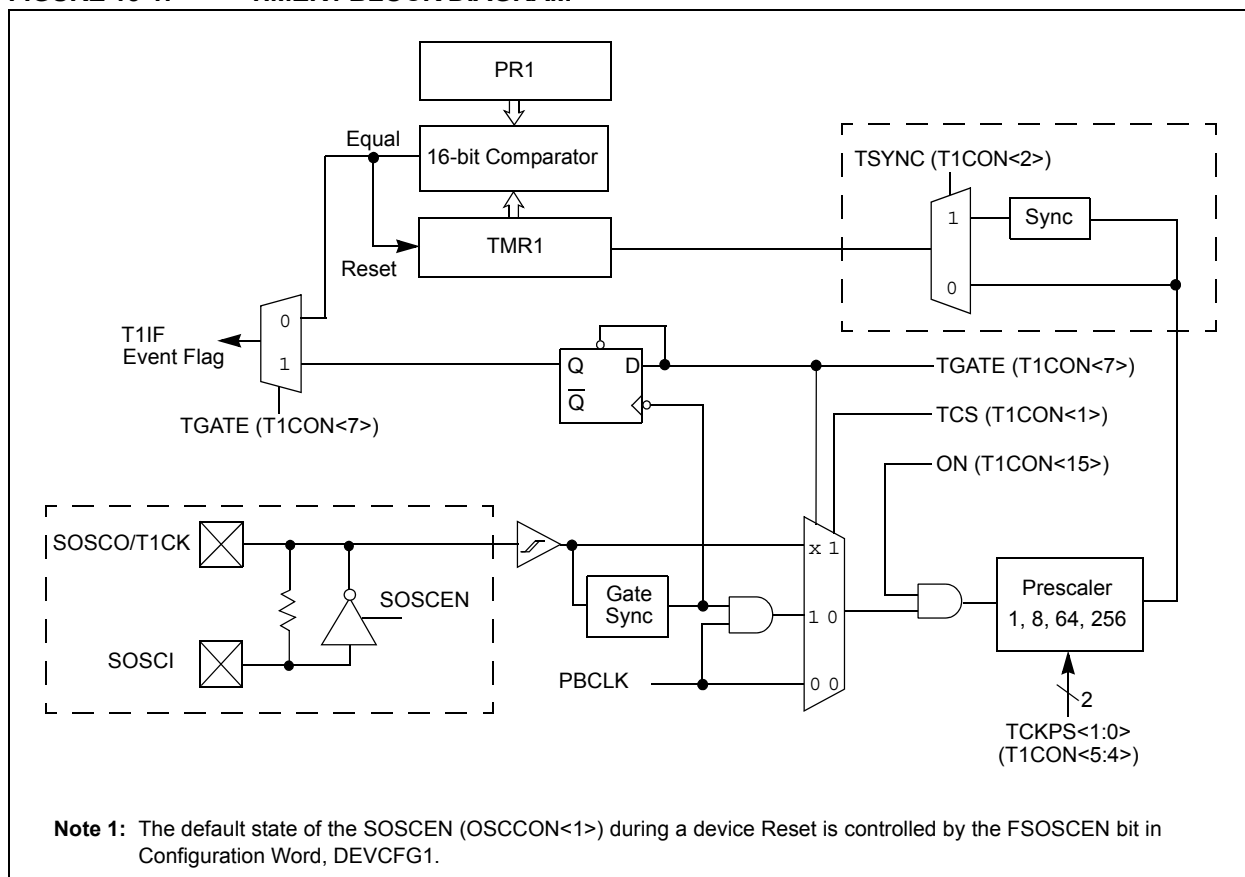 PR1
Equal
16-bit Comparator
TSYNC (T1CON<2>)
1
Sync
TMR1
Reset
0
0
T1IF
Event Flag
1
Q
D
TGATE (T1CON<7>)
Q
TGATE (T1CON<7>)
TCS (T1CON<1>)
ON (T1CON<15>)
SOSCO/T1CK
x 1
SOSCEN
Gate
Sync
1 0
Prescaler
1, 8, 64, 256
SOSCI
PBCLK
0 0
2
TCKPS<1:0>
(T1CON<5:4>)
Note 1: The default state of the SOSCEN (OSCCON<1>) during a device Reset is controlled by the FSOSCEN bit in
Configuration Word, DEVCFG1.